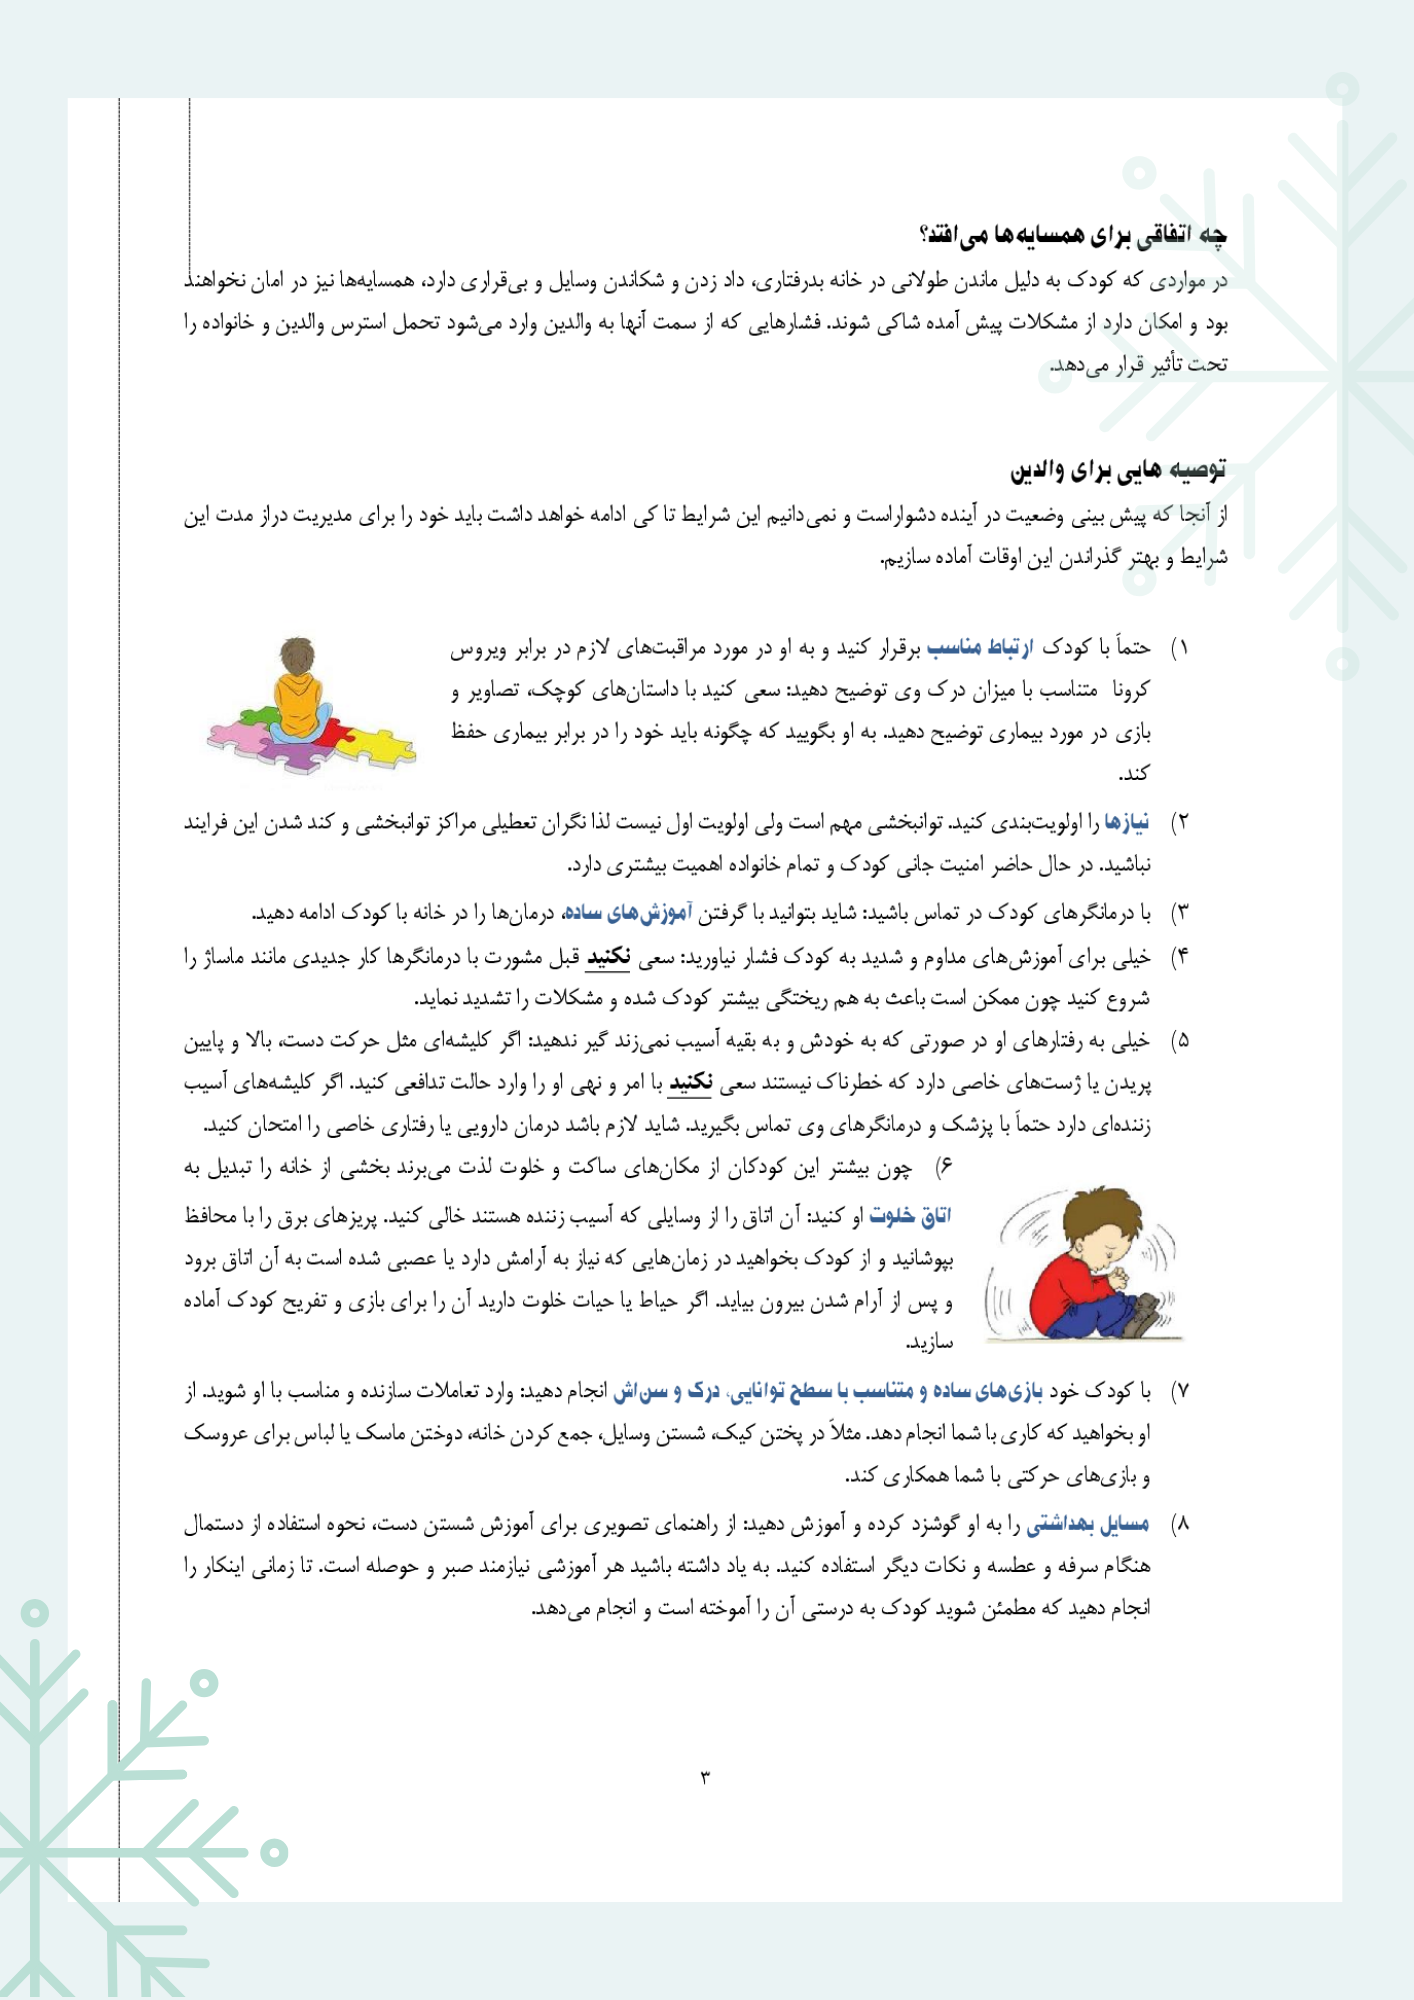 چه اتفاقی برای همسایه‌ها می‌افتد؟
در مواردی که کودک به دلیل ماندن طولانی در خانه بدرفتاری، داد زدن و شکاندن وسایل و بی‌قراری دارد، همسایه‌ها نیز در امان نخواهند
بود و امکان دارد از مشکلات پیش آمده شاکی شوند. فشارهایی که از سمت آنها به والدین وارد می‌شود تحمل استرس والدین و خانواده را
تحت تأثیر قرار می‌دهد.
توصیه هایی برای والدین
از آنجا که پیش بینی وضعیت در آینده دشواراست و نمی‌دانیم این شرایط تا کی ادامه خواهد داشت باید خود را برای مدیریت دراز مدت این
شرایط و بهتر گذراندن این اوقات آماده سازیم.
۱) حتماً با کودک ارتباط مناسب برقرار کنید و به او در مورد مراقبت‌های لازم در برابر ویروس
کرونا متناسب با میزان درک وی توضیح دهید: سعی کنید با داستان‌های کوچک، تصاویر و
بازی در مورد بیماری توضیح دهید. به او بگویید که چگونه باید خود را در برابر بیماری حفظ
کند.
۲) نیازها را اولویت‌بندی کنید. توانبخشی مهم است ولی اولویت اول نیست لذا نگران تعطیلی مراکز توانبخشی و کند شدن این فرایند
نباشید. در حال حاضر امنیت جانی کودک و تمام خانواده اهمیت بیشتری دارد.
۳) با درمانگرهای کودک در تماس باشید: شاید بتوانید با گرفتن آموزش‌های ساده، درمان‌ها را در خانه با کودک ادامه دهید.
۴) خیلی برای آموزش‌های مداوم و شدید به کودک فشار نیاورید: سعی نکنید قبل مشورت با درمانگرها کار جدیدی مانند ماساژ را
شروع کنید چون ممکن است باعث به هم ریختگی بیشتر کودک شده و مشکلات را تشدید نماید.
۵) خیلی به رفتارهای او در صورتی که به خودش و به بقیه آسیب نمی‌زند گیر ندهید: اگر کلیشه‌ای مثل حرکت دست، بالا و پایین
پریدن یا ژست‌های خاصی دارد که خطرناک نیستند سعی نکنید با امر و نهی او را وارد حالت تدافعی کنید. اگر کلیشه‌های آسیب
زننده‌ای دارد حتماً با پزشک و درمانگرهای وی تماس بگیرید. شاید لازم باشد درمان دارویی یا رفتاری خاصی را امتحان کنید.
۶) چون بیشتر این کودکان از مکان‌های ساکت و خلوت لذت می‌برند بخشی از خانه را تبدیل به
اتاق خلوت او کنید: آن اتاق را از وسایلی که آسیب زننده هستند خالی کنید. پریزهای برق را با محافظ
بپوشانید و از کودک بخواهید در زمان‌هایی که نیاز به آرامش دارد یا عصبی شده است به آن اتاق برود
و پس از آرام شدن بیرون بیاید. اگر حیاط یا حیات خلوت دارید آن را برای بازی و تفریح کودک آماده
سازید.
۷) با کودک خود بازی‌های ساده و متناسب با سطح توانایی، درک و سن‌اش انجام دهید: وارد تعاملات سازنده و مناسب با او شوید. از
او بخواهید که کاری با شما انجام دهد. مثلاً در پختن کیک، شستن وسایل، جمع کردن خانه، دوختن ماسک یا لباس برای عروسک
و بازی‌های حرکتی با شما همکاری کند.
۸) مسایل بهداشتی را به او گوشزد کرده و آموزش دهید: از راهنمای تصویری برای آموزش شستن دست، نحوه استفاده از دستمال
هنگام سرفه و عطسه و نکات دیگر استفاده کنید. به یاد داشته باشید هر آموزشی نیازمند صبر و حوصله است. تا زمانی اینکار را
انجام دهید که مطمئن شوید کودک به درستی آن را آموخته است و انجام می‌دهد.
۳